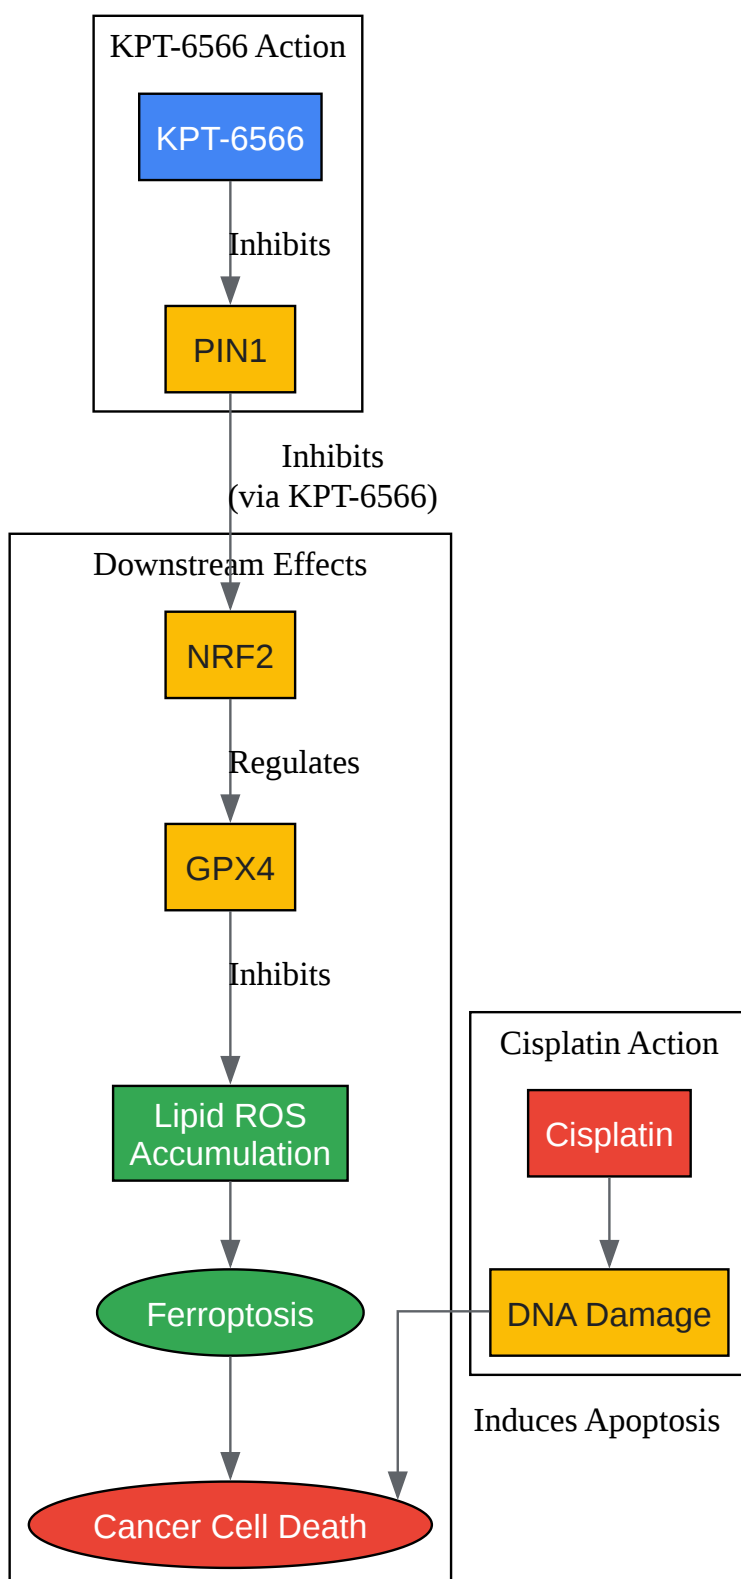 KPT-6566 Action
KPT-6566
Inhibits
PIN1
Inhibits
(via KPT-6566)
Downstream Effects
NRF2
Regulates
GPX4
Inhibits
Lipid ROS
Accumulation
Ferroptosis
Cisplatin Action
Cisplatin
DNA Damage
Induces Apoptosis
Cancer Cell Death